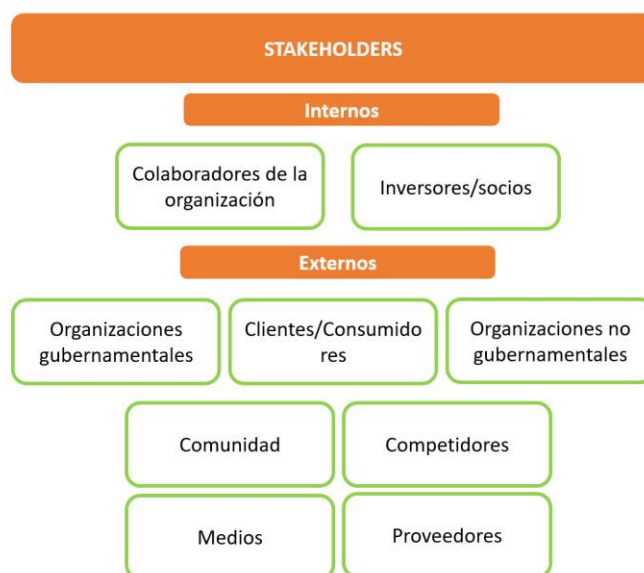 STAKEHOLDERS
Internos
Colaboradores de la
organización
Inversores/socios
Externos
Organizaciones
gubernamentales
Clientes/Consumido
res
Organizaciones no
gubernamentales
Comunidad
Competidores
Medios
Proveedores